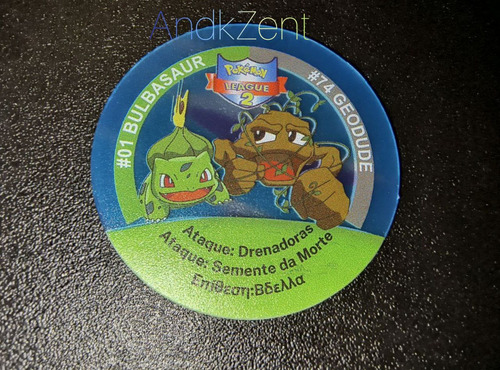 AndkZent
#01 BULBASAUR
Pokémon
LEAGUE
2
#74 GEODUDE
Ataque: Drenadoras
Ataque: Semente da Morte
Επίθεση:Βδελλα